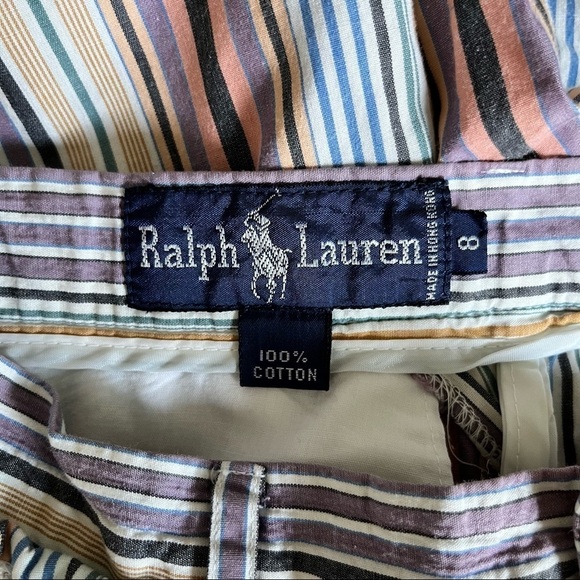 Ralph Lauren
MADE IN HONG KONG
8
100%
COTTON